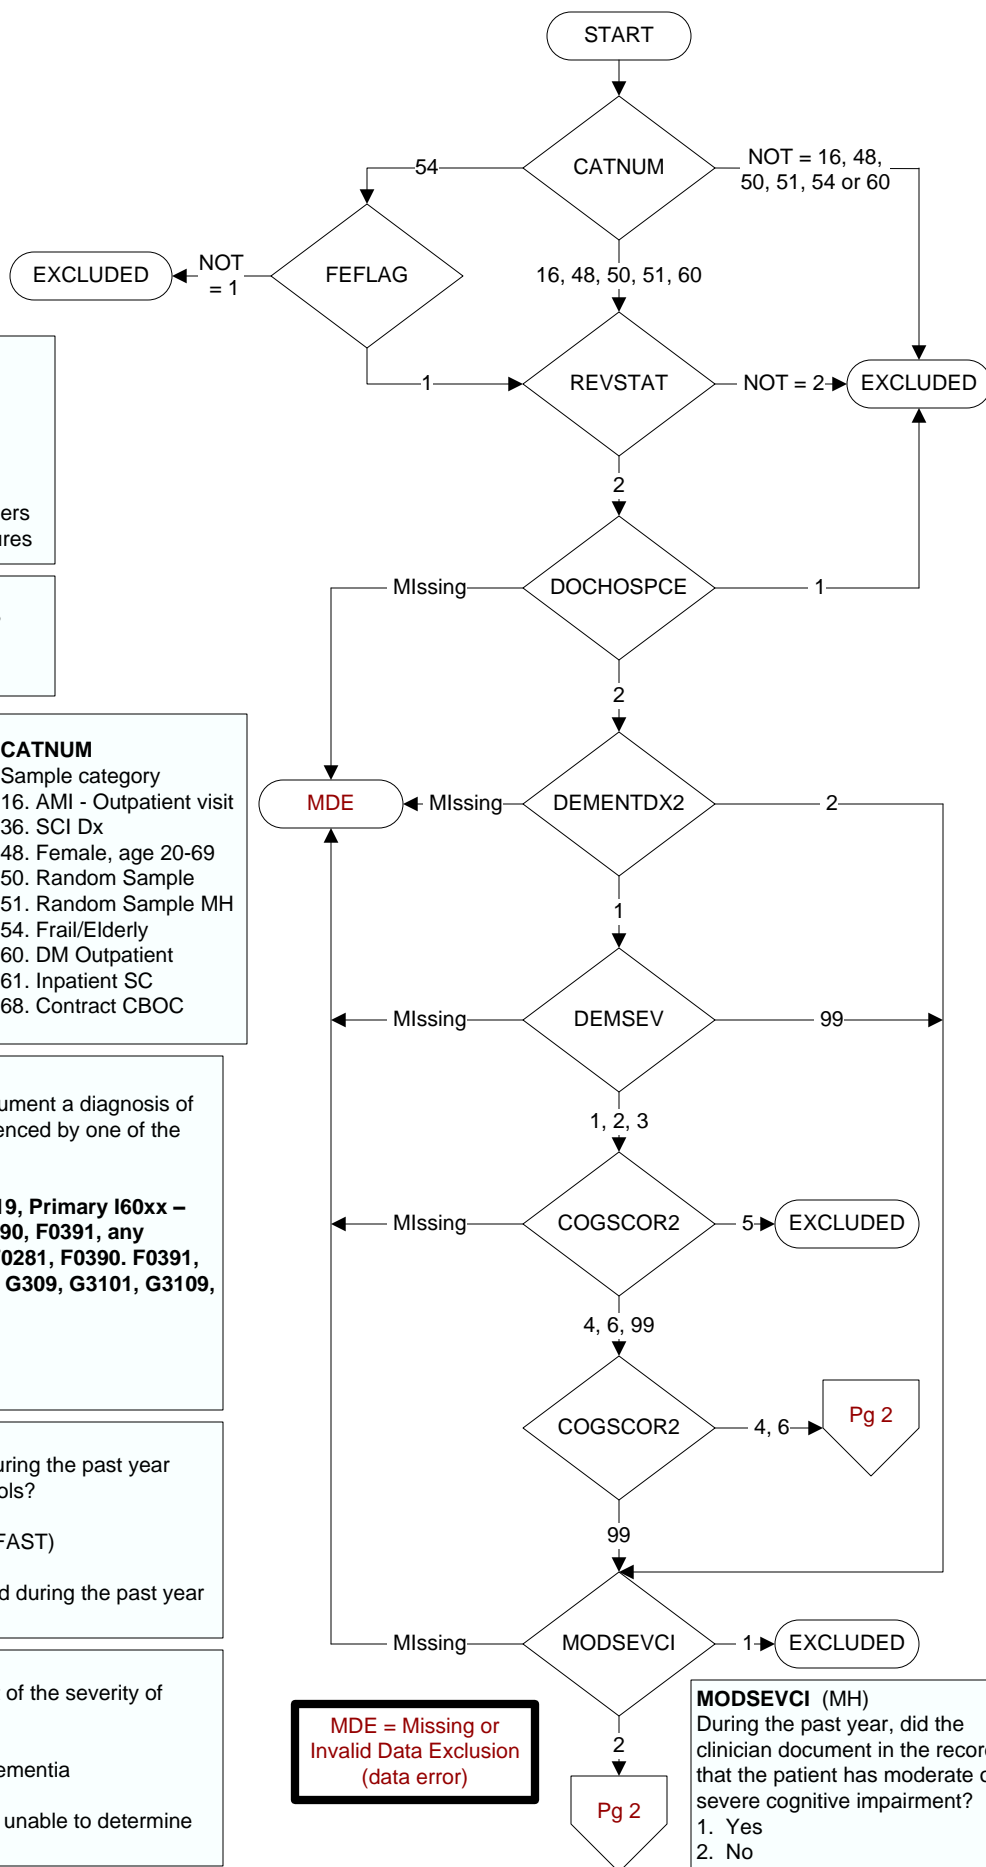 START
CATNUM
54
NOT = 16, 48,
50, 51, 54 or 60
EXCLUDED
NOT
= 1
FEFLAG
16, 48, 50, 51, 60
1
REVSTAT
NOT = 2
EXCLUDED
2
DOCHOSPCE
MIssing
1
2
MDE
MIssing
DEMENTDX2
2
1
MIssing
DEMSEV
99
1, 2, 3
MIssing
COGSCOR2
5
EXCLUDED
4, 6, 99
COGSCOR2
4, 6
Pg 2
99
MIssing
MODSEVCI
1
EXCLUDED
2
Pg 2
MDE = Missing or
Invalid Data Exclusion
(data error)
MODSEVCI (MH)
During the past year, did the
clinician document in the record
that the patient has moderate o
severe cognitive impairment?
1. Yes
2. No
ers
ures
CATNUM
Sample category
16. AMI - Outpatient visit
36. SCI Dx
48. Female, age 20-69
50. Random Sample
51. Random Sample MH
54. Frail/Elderly
60. DM Outpatient
61. Inpatient SC
68. Contract CBOC
ument a diagnosis of
enced by one of the
19, Primary I60xx –
90, F0391, any
F0281, F0390. F0391,
G309, G3101, G3109,
uring the past year
ols?
FAST)
d during the past year
of the severity of
ementia
unable to determine